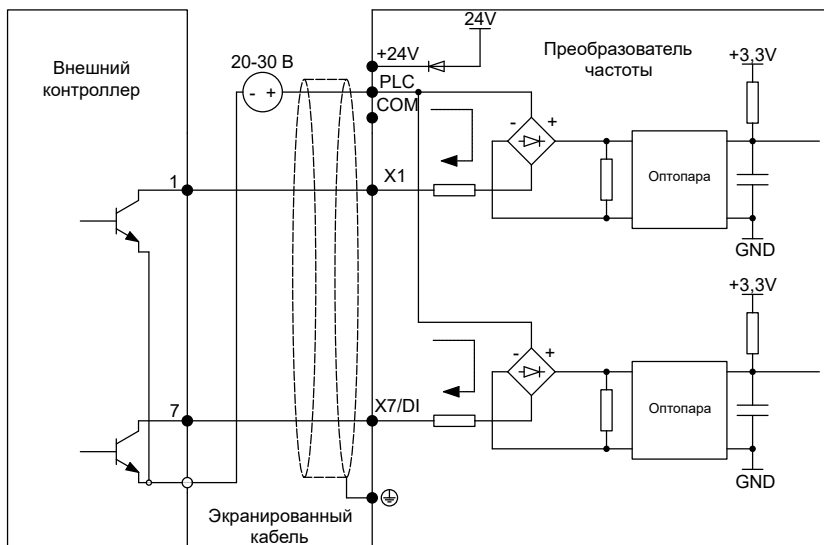 24V
+24V
Преобразователь
частоты
+3,3V
Внешний
контроллер
20-30 В
- +
PLC
COM
- +
1
X1
Оптопара
GND
+3,3V
- +
7
X7/DI
Оптопара
GND
Экранированный
кабель